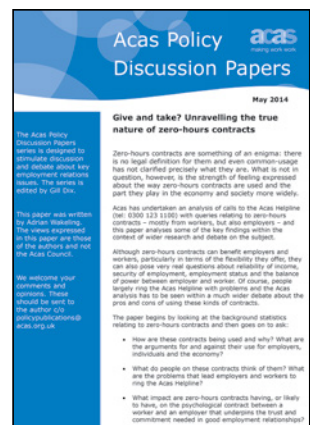 Acas Policy
Discussion Papers
acas
making work work
May 2014
Give and take? Unravelling the true
nature of zero-hours contracts
The Acas Policy
Discussion Papers
series is designed to
stimulate discussion
and debate about key
employment relations
issues. The series is
edited by Gill Dix.
This paper was written
by Adrian Wakeling.
The views expressed
in this paper are those
of the authors and not
the Acas Council.
We welcome your
comments and
opinions. These
should be sent to
the author c/o
policypublications@
acas.org.uk
Zero-hours contracts are something of an enigma: there
is no legal definition for them and even common-usage
has not clarified precisely what they are. What is not in
question, however, is the strength of feeling expressed
about the way zero-hours contracts are used and the
part they play in the economy and society more widely.
Acas has undertaken an analysis of calls to the Acas Helpline
(tel: 0300 123 1100) with queries relating to zero-hours
contracts – mostly from workers, but also employers – and
this paper analyses some of the key findings within the
context of wider research and debate on the subject.
Although zero-hours contracts can benefit employers and
workers, particularly in terms of the flexibility they offer, they
can also pose very real questions about reliability of income,
security of employment, employment status and the balance
of power between employer and worker. Of course, people
largely ring the Acas Helpline with problems and the Acas
analysis has to be seen within a much wider debate about the
pros and cons of using these kinds of contracts.
The paper begins by looking at the background statistics
relating to zero-hours contracts and then goes on to ask:
• How are these contracts being used and why? What are
the arguments for and against their use for employers,
individuals and the economy?
• What do people on these contracts think of them? What
are the problems that lead employers and workers to
ring the Acas Helpline?
• What impact are zero-hours contracts having, or likely
to have, on the psychological contract between a
worker and an employer that underpins the trust and
commitment needed in good employment relationships?